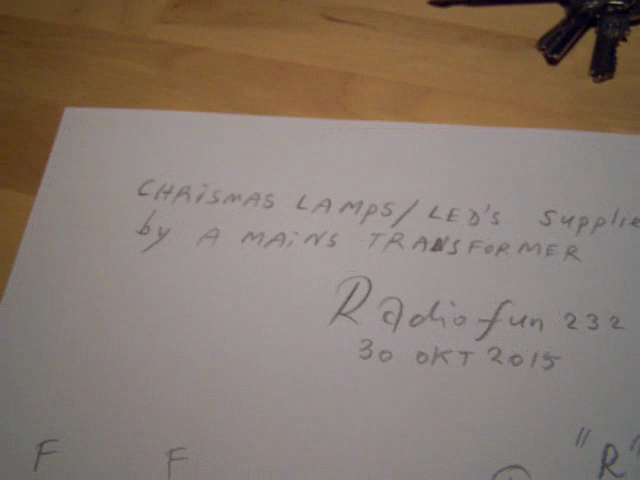 CHRiSMAS LAMPS/LED'S Supplie
by A MAiNS TRANSFORMER
Radiofun 232
30 OKT 2015
"R"
F F